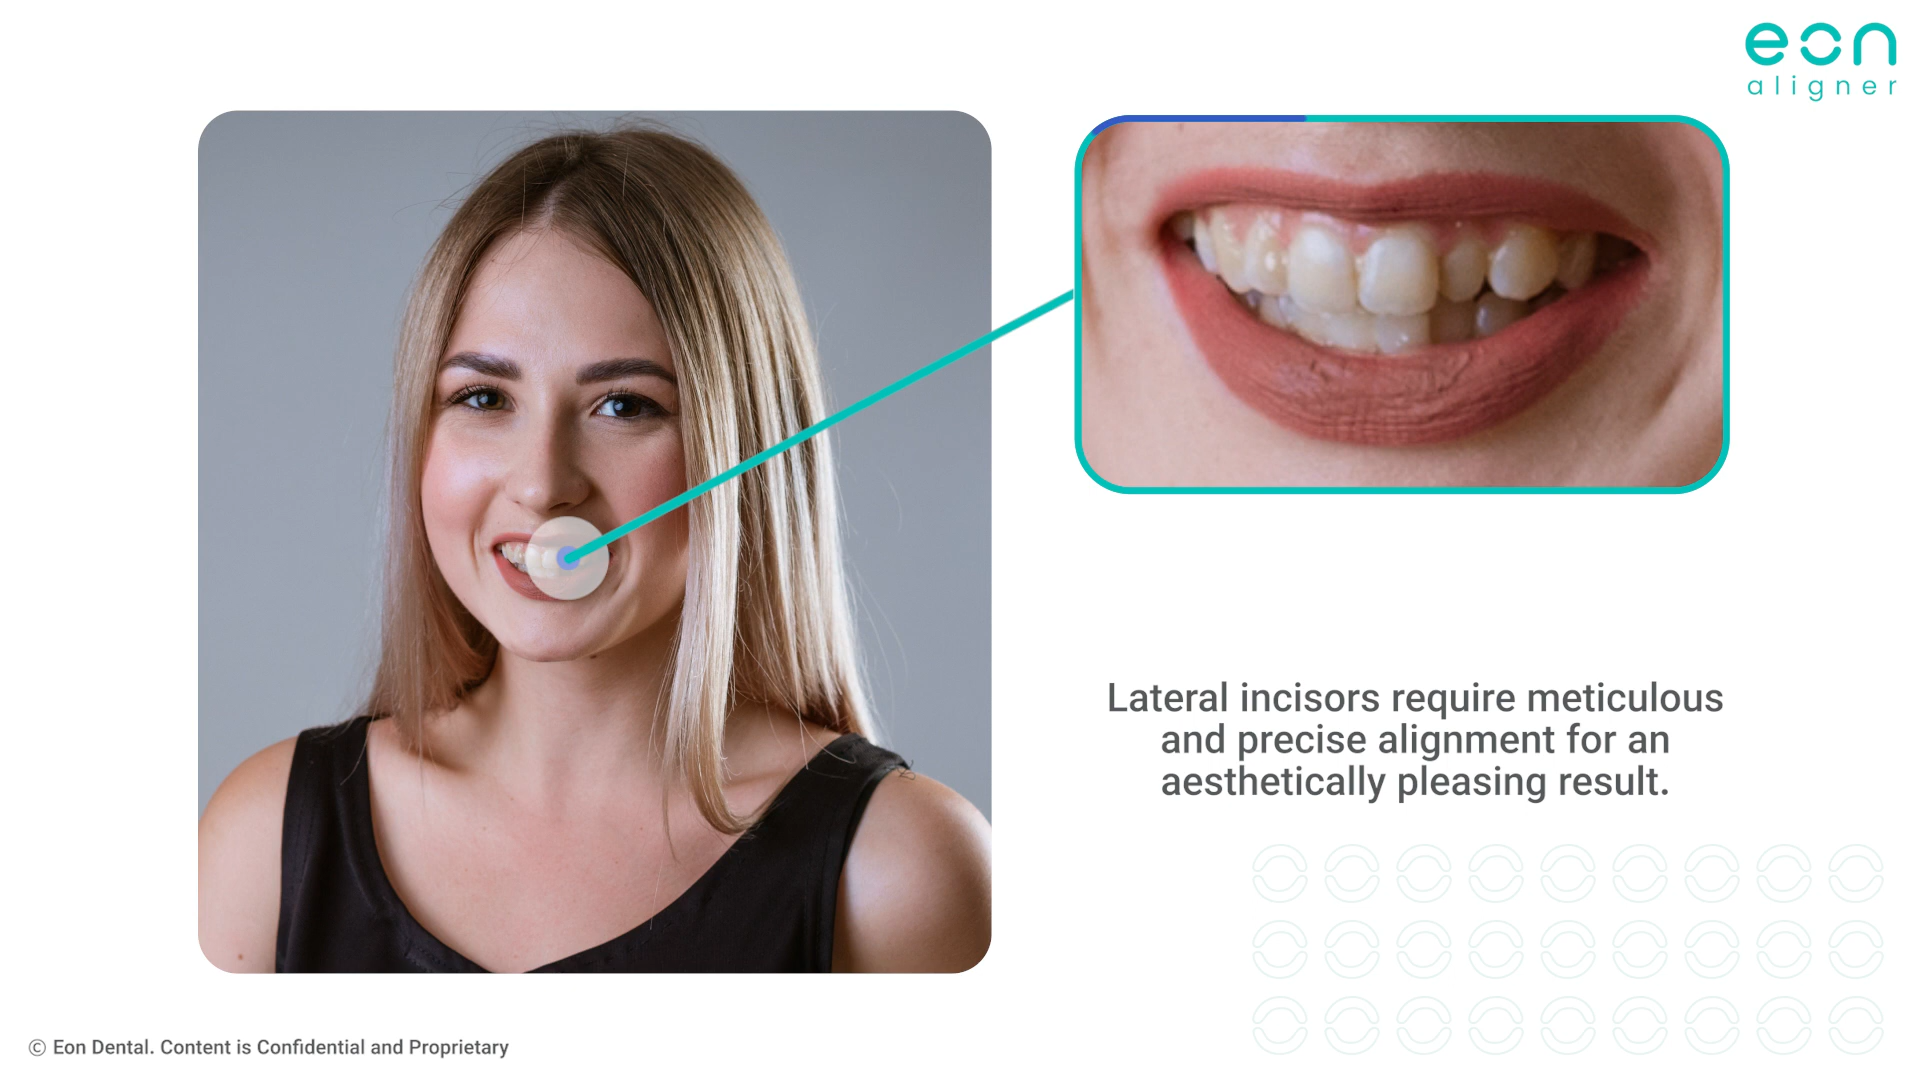 eon
aligner
Lateral incisors require meticulous
and precise alignment for an
aesthetically pleasing result.
© Eon Dental. Content is Confidential and Proprietary